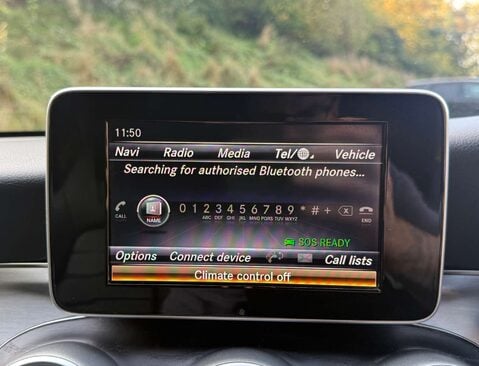 11:50
Navi Radio Media Tel/ Vehicle
Searching for authorised Bluetooth phones...
CALL NAME 0 1 2 3 4 5 6 7 8 9 * # + END
ABC DEF GHI JKL MNO PQRS TUV WXYZ
SOS READY
Options Connect device Call lists
Climate control off